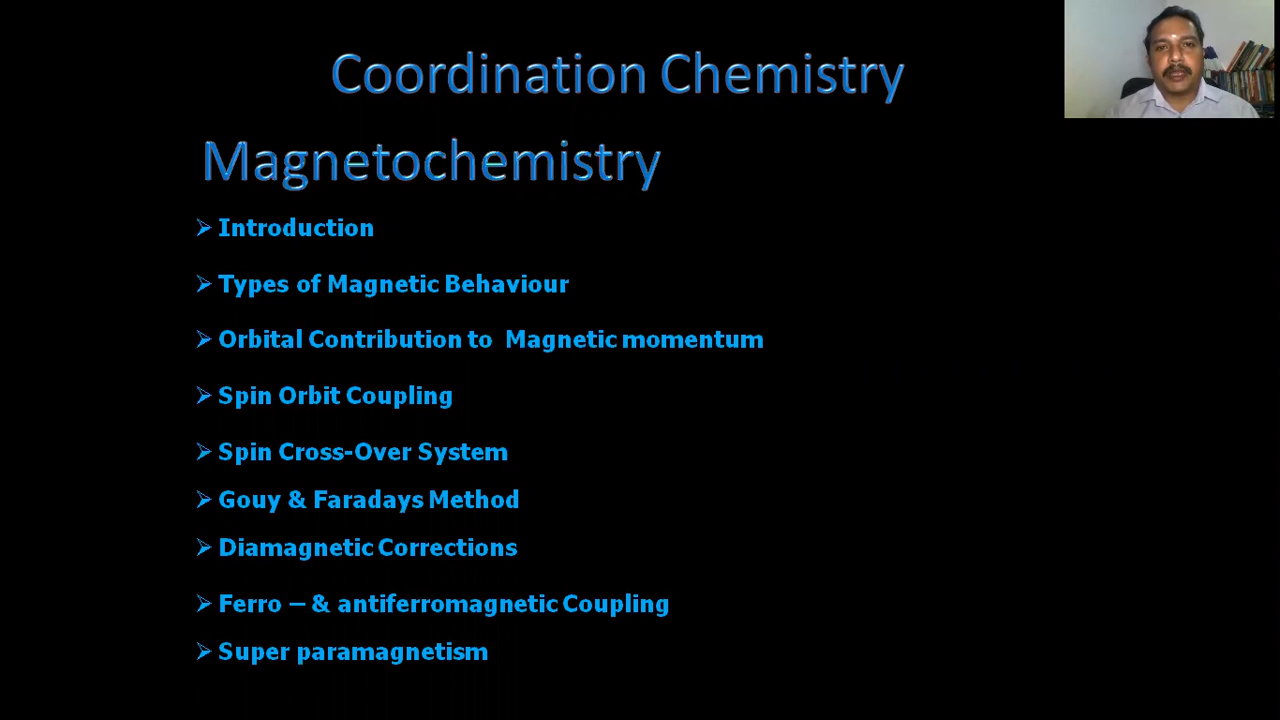 Coordination Chemistry
Magnetochemistry
➢ Introduction
➢ Types of Magnetic Behaviour
➢ Orbital Contribution to Magnetic momentum
➢ Spin Orbit Coupling
➢ Spin Cross-Over System
➢ Gouy & Faradays Method
➢ Diamagnetic Corrections
➢ Ferro – & antiferromagnetic Coupling
➢ Super paramagnetism